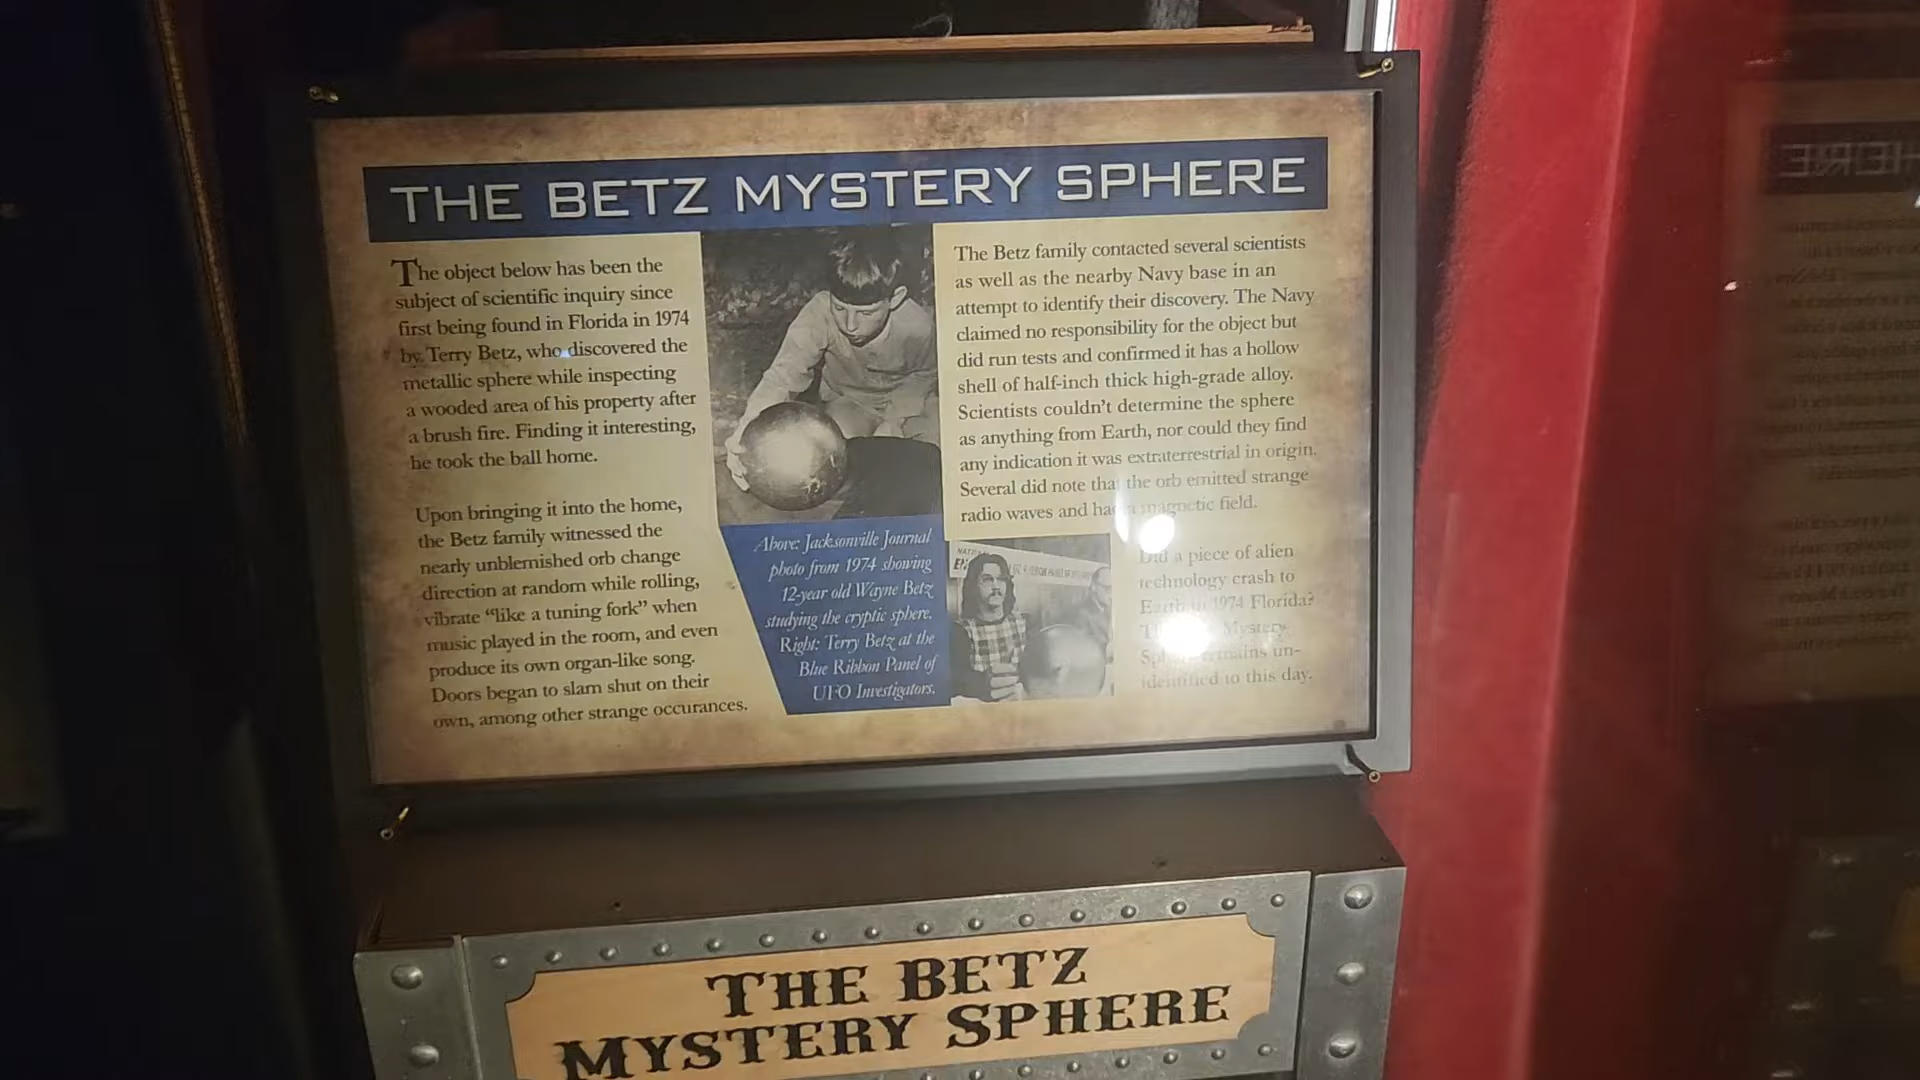 THE BETZ MYSTERY SPHERE
The object below has been the
subject of scientific inquiry since
first being found in Florida in 1974
by Terry Betz, who discovered the
metallic sphere while inspecting
a wooded area of his property after
a brush fire. Finding it interesting,
he took the ball home.
Upon bringing it into the home,
the Betz family witnessed the
nearly unblemished orb change
direction at random while rolling,
vibrate “like a tuning fork” when
music played in the room, and even
produce its own organ-like song.
Doors began to slam shut on their
own, among other strange occurances.
Above: Jacksonville Journal
photo from 1974 showing
12-year old Wayne Betz
studying the cryptic sphere.
Right: Terry Betz at the
Blue Ribbon Panel of
UFO Investigators.
The Betz family contacted several scientists
as well as the nearby Navy base in an
attempt to identify their discovery. The Navy
claimed no responsibility for the object but
did run tests and confirmed it has a hollow
shell of half-inch thick high-grade alloy.
Scientists couldn't determine the sphere
as anything from Earth, nor could they find
any indication it was extraterrestrial in origin.
Several did note that the orb emitted strange
radio waves and had a magnetic field.
Did a piece of alien
technology crash to
Earth in 1974 Florida?
Mystery
Sphere remains un-
identified to this day.
THE BETZ
MYSTERY SPHERE